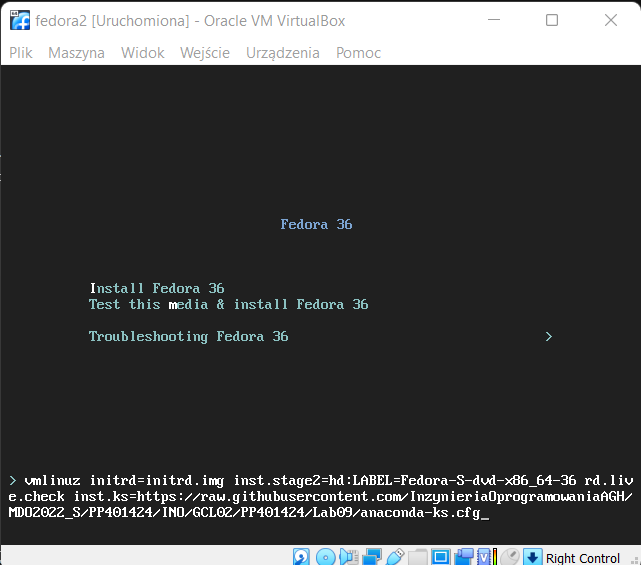 fedora2 [Uruchomiona] - Oracle VM VirtualBox
Plik Maszyna Widok Wejście Urządzenia Pomoc
Fedora 36
Install Fedora 36
Test this media & install Fedora 36
Troubleshooting Fedora 36 >
> vmlinuz initrd=initrd.img inst.stage2=hd:LABEL=Fedora-S-dvd-x86_64-36 rd.liv
e.check inst.ks=https://raw.githubusercontent.com/InzynieriaOprogramowaniaAGH/
MDO2022_S/PP401424/INO/GCL02/PP401424/Lab09/anaconda-ks.cfg_
Right Control